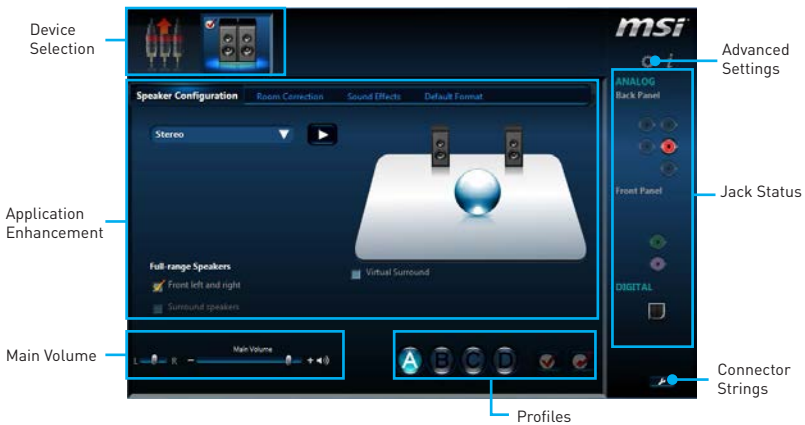 Device
Selection
msi
Advanced
Settings
i
ANALOG
Speaker Configuration Room Correction Sound Effects Default Format
Back Panel
Stereo
Jack Status
Front Panel
Application
Enhancement
Full-range Speakers
Virtual Surround
Front left and right
DIGITAL
Surround speakers
Main Volume
Main Volume
L R - +
A B C D
Connector
Strings
Profiles